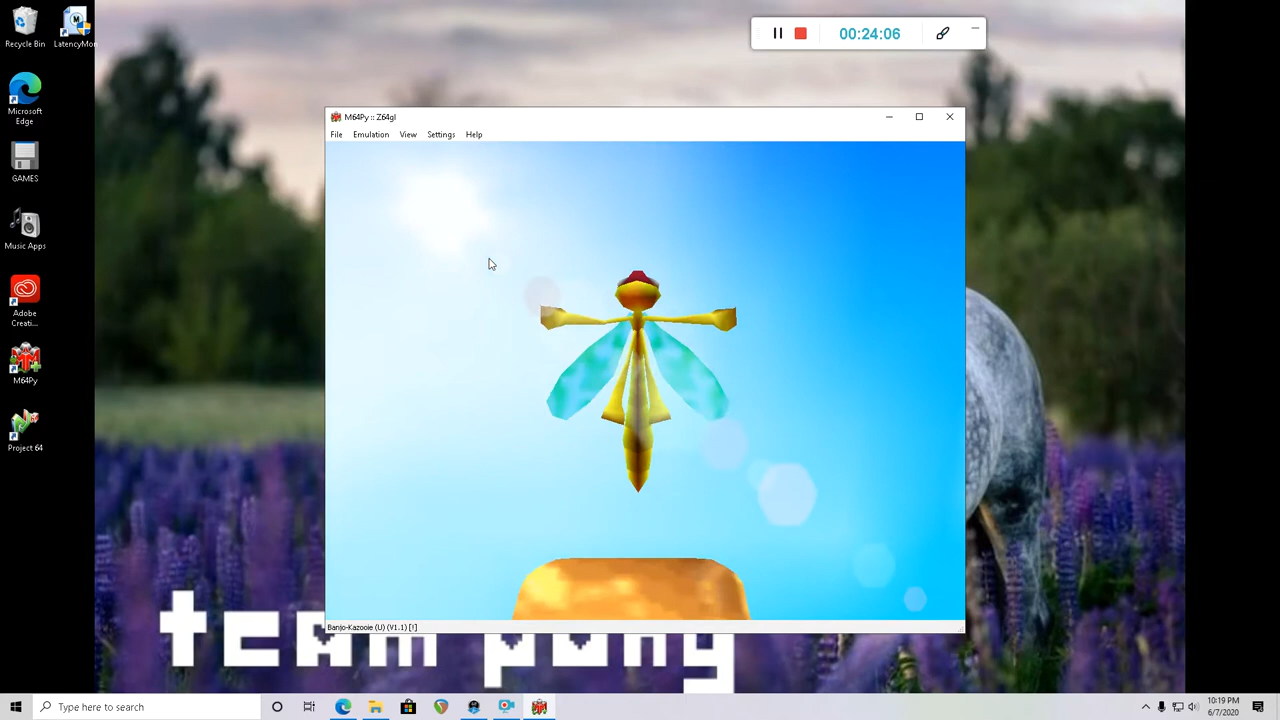 Recycle Bin
LatencyMon
Microsoft
Edge
GAMES
Music Apps
Adobe
Creati...
M64Py
Project 64
00:24:06
M64Py :: Z64gl
File Emulation View Settings Help
Banjo-Kazooie (U) (V1.1) [!]
team pony
Type here to search
10:19 PM
6/7/2020